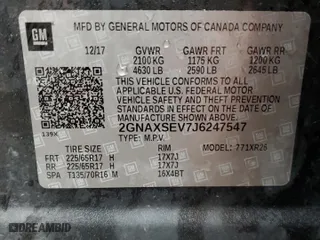 GM
MFD BY GENERAL MOTORS OF CANADA COMPANY
12/17 GVWR GAWR FRT GAWR RR
2100KG 1175 KG 1200 KG
4630 LB 2590 LB 2645 LB
THIS VEHICLE CONFORMS TO ALL
APPLICABLE U.S. FEDERAL MOTOR
VEHICLE SAFETY AND THEFT PREVENTION
STANDARDS IN EFFECT ON THE DATE OF
MANUFACTURE SHOWN ABOVE.
2GNAXSEV7J6247547
139X TYPE: M.P.V.
TIRE SIZE RIM MODEL: 1XR26
FRT 225/65R17 H 17X7J
RR 225/65R17 H 17X7J
SPA T135/70R16 M 16X4BT
DREAMBID